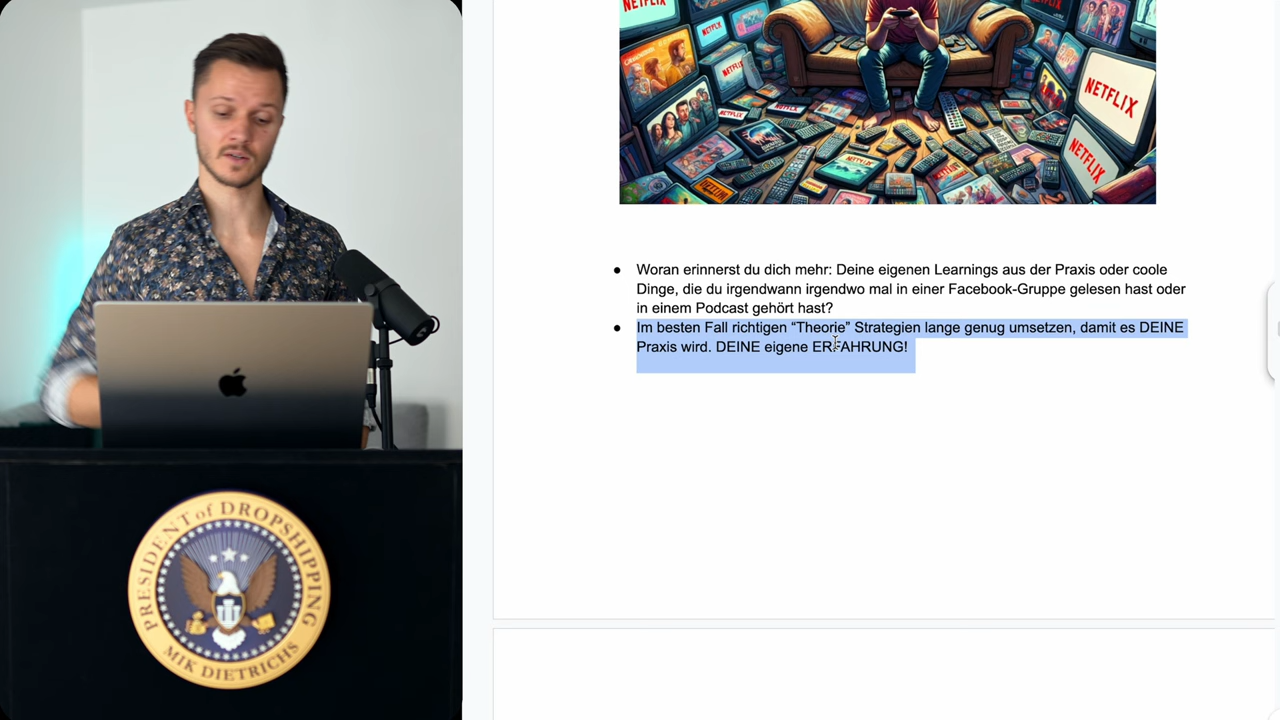 NETFLIX
NETFLIX
NETFLIX
NETFLIX
NETFLIX
NETFLIX
● Woran erinnerst du dich mehr: Deine eigenen Learnings aus der Praxis oder coole
Dinge, die du irgendwann irgendwo mal in einer Facebook-Gruppe gelesen hast oder
in einem Podcast gehört hast?
● Im besten Fall richtigen “Theorie” Strategien lange genug umsetzen, damit es DEINE
Praxis wird. DEINE eigene ERFAHRUNG!
PRESIDENT of DROPSHIPPING
MIK DIETRICHS